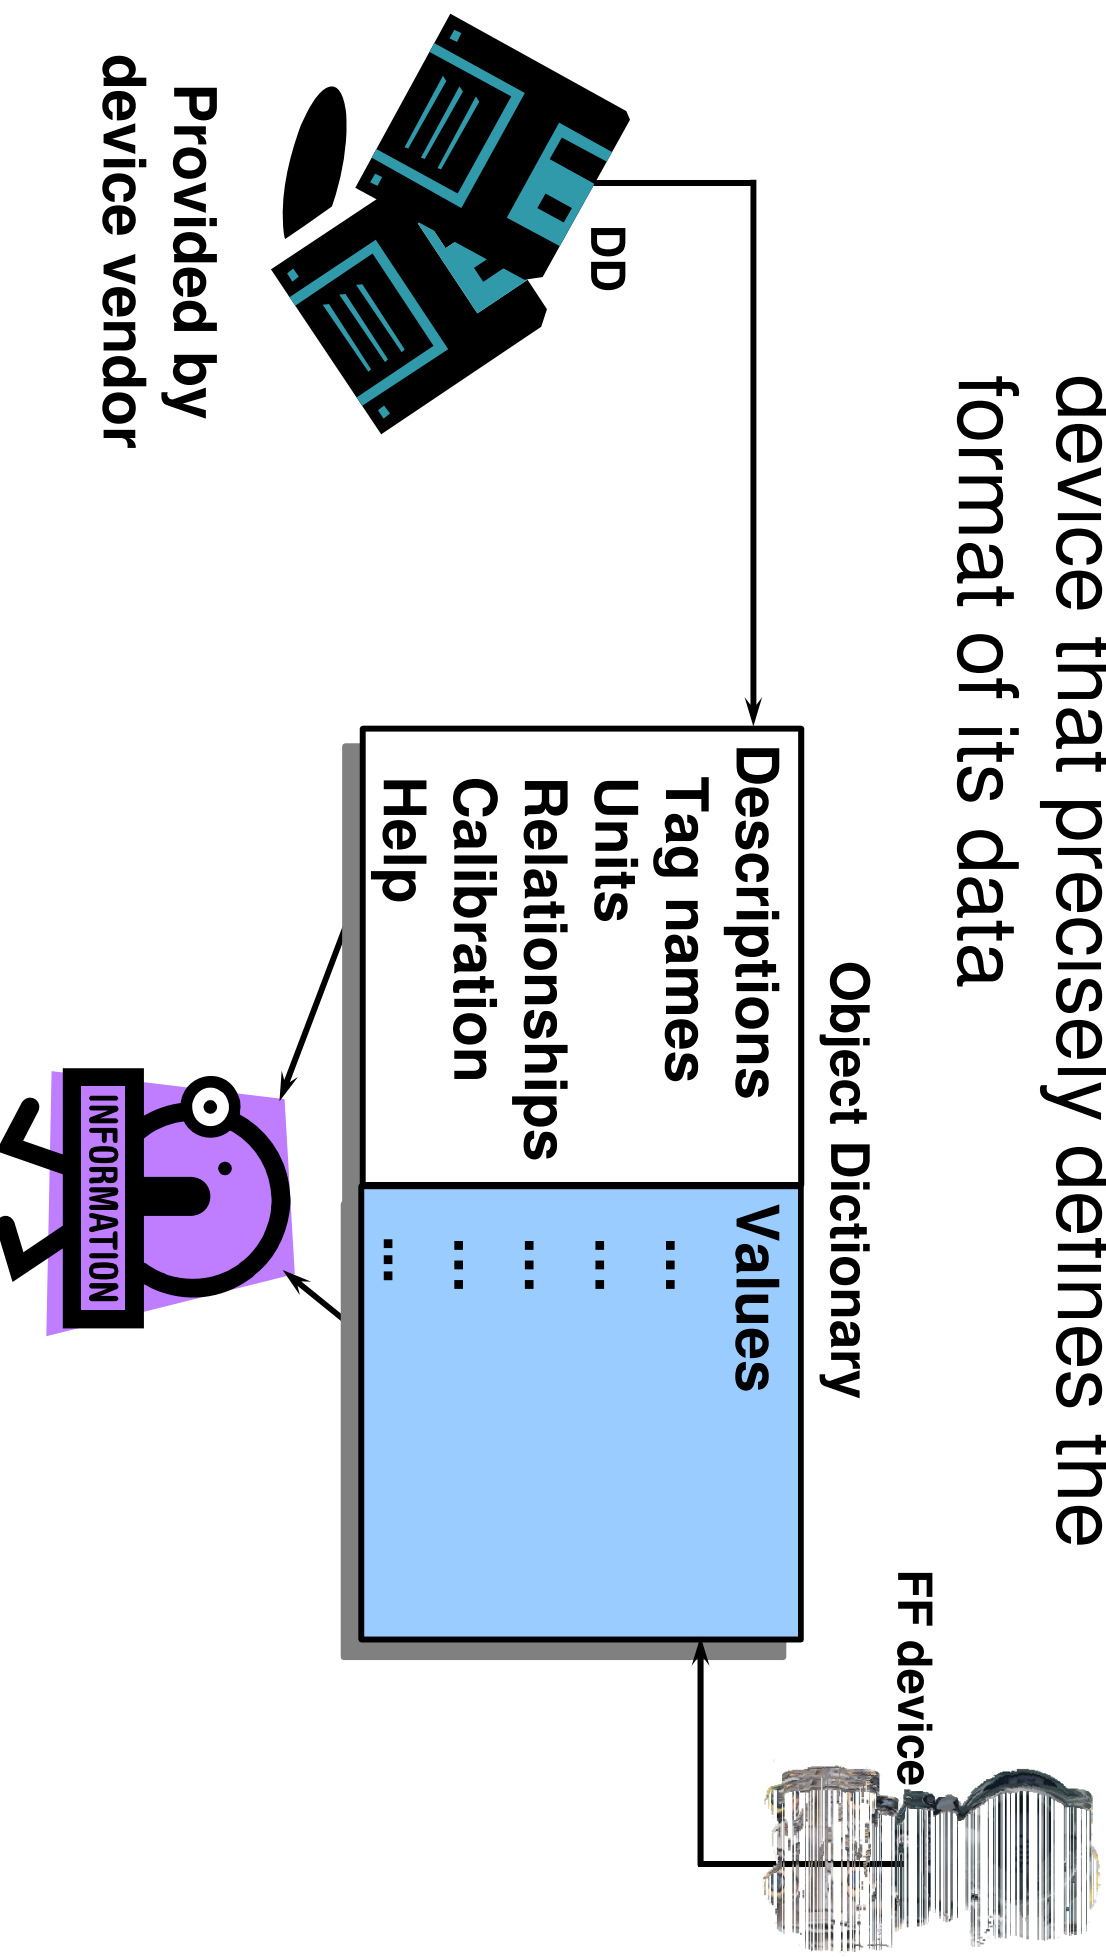 device that precisely defines the
format of its data
FF device
Object Dictionary
DD
Descriptions
Tag names
Units
Relationships
Calibration
Help
Values
...
...
...
...
...
Provided by
device vendor
INFORMATION